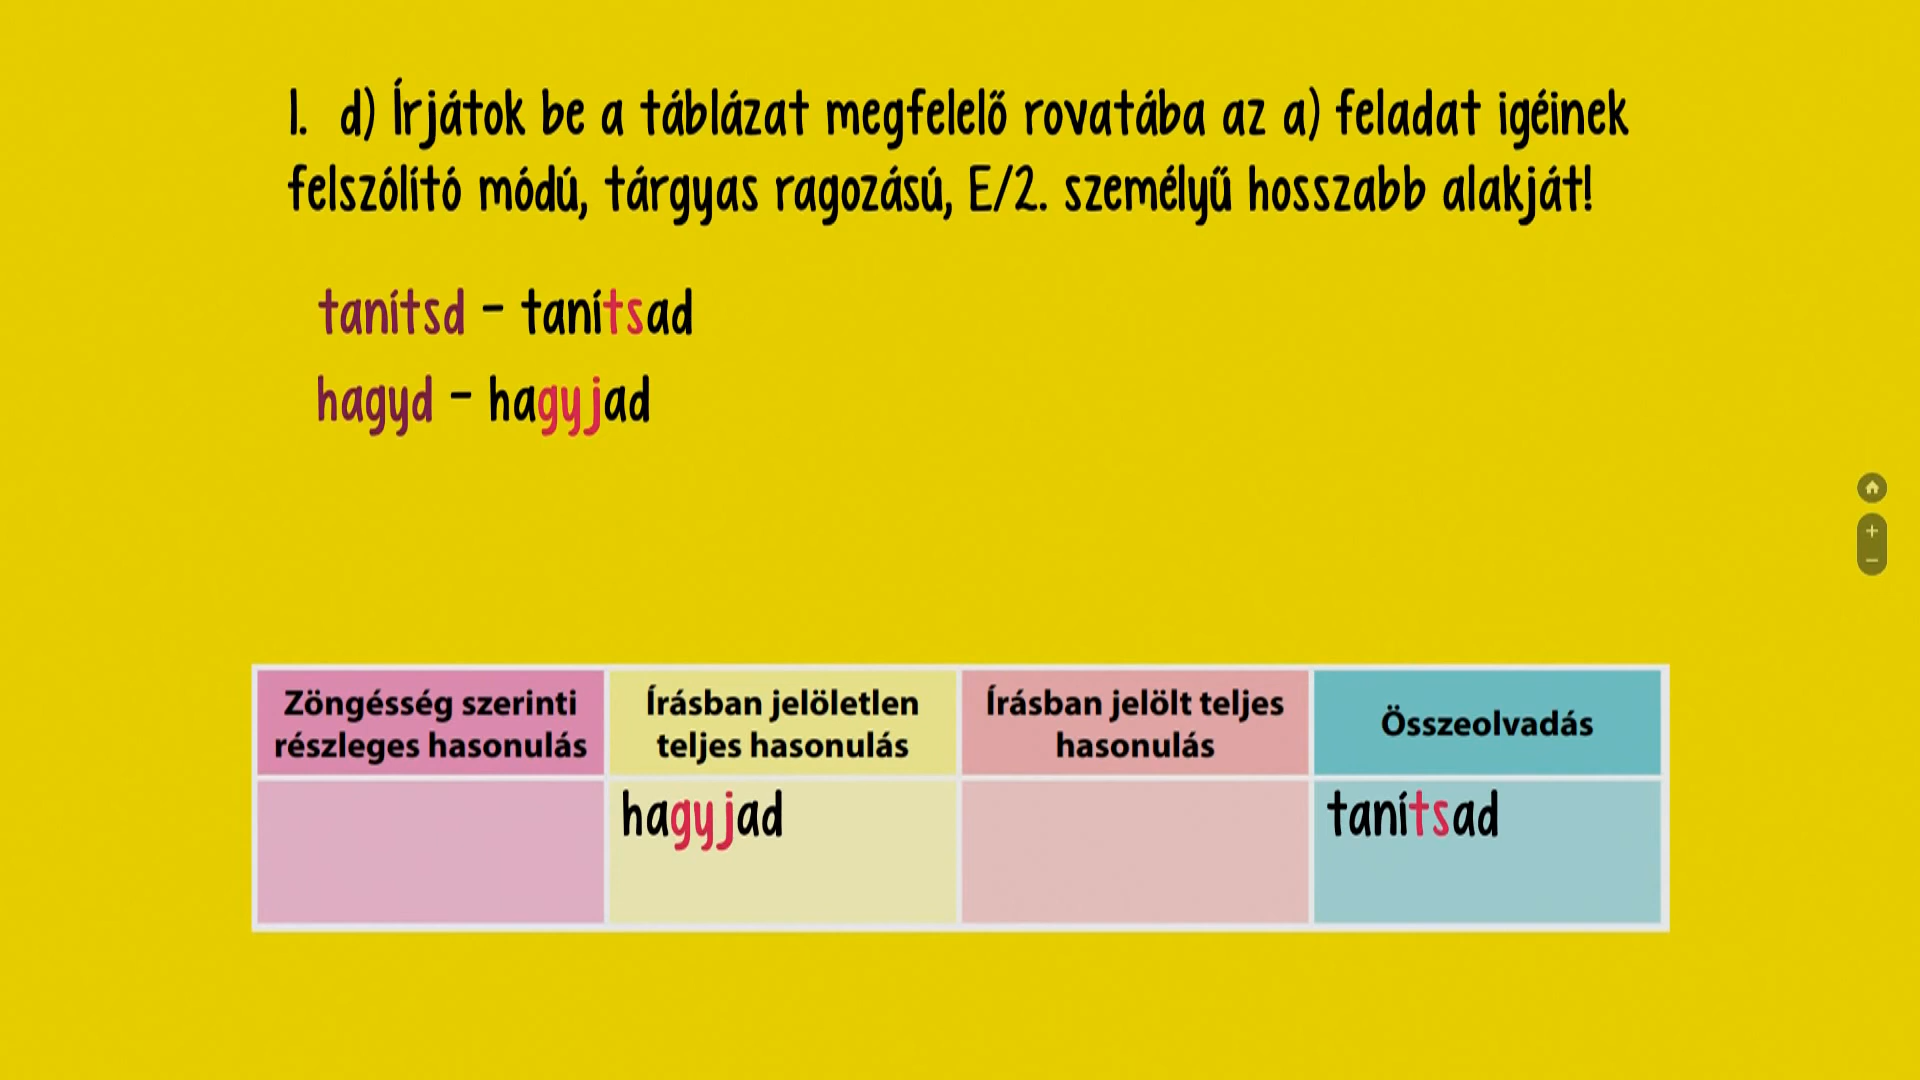 1. d) Írjátok be a táblázat megfelelő rovatába az a) feladat igéinek
felszólító módú, tárgyas ragozású, E/2. személyű hosszabb alakját!
tanítsd - tanítsad
hagyd - hagyjad
Zöngésség szerinti
részleges hasonulás
Írásban jelöletlen
teljes hasonulás
Írásban jelölt teljes
hasonulás
Összeolvadás
hagyjad
tanítsad